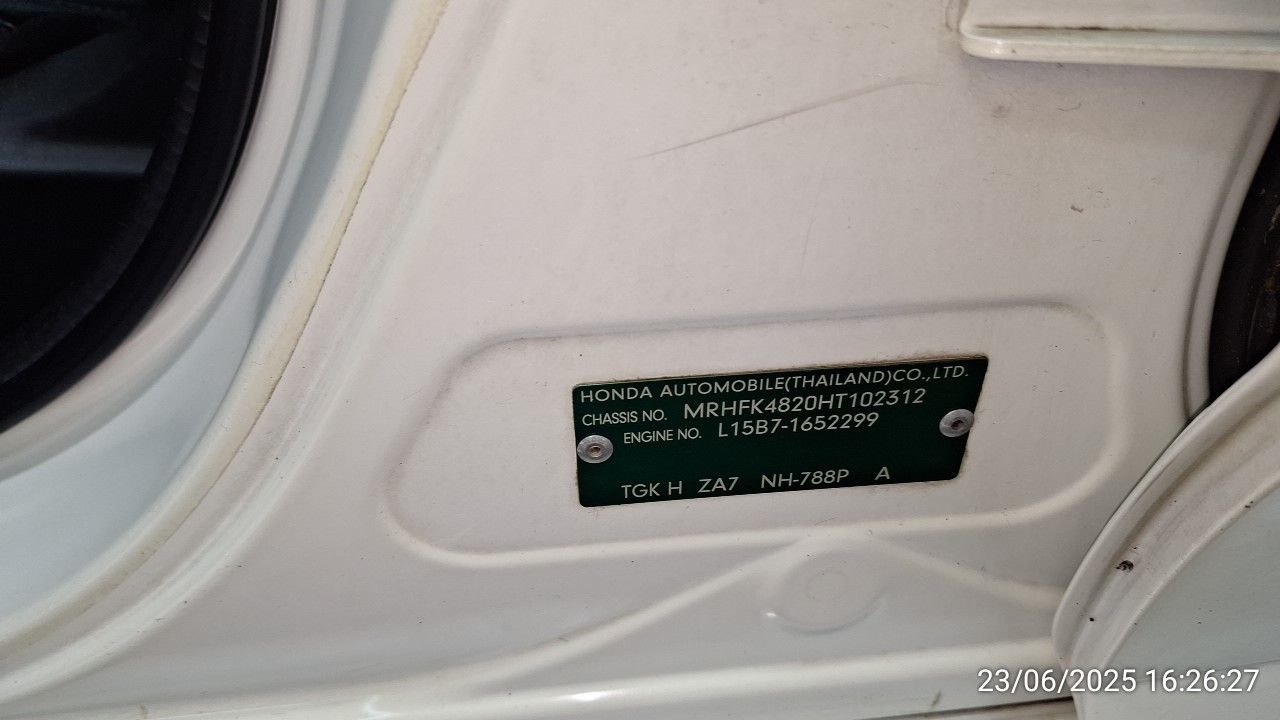 HONDA AUTOMOBILE(THAILAND)CO.,LTD.
CHASSIS NO. MRHFK4820HT102312
ENGINE NO. L15B7-1652299
TGK H ZA7 NH-788P A
23/06/2025 16:26:27